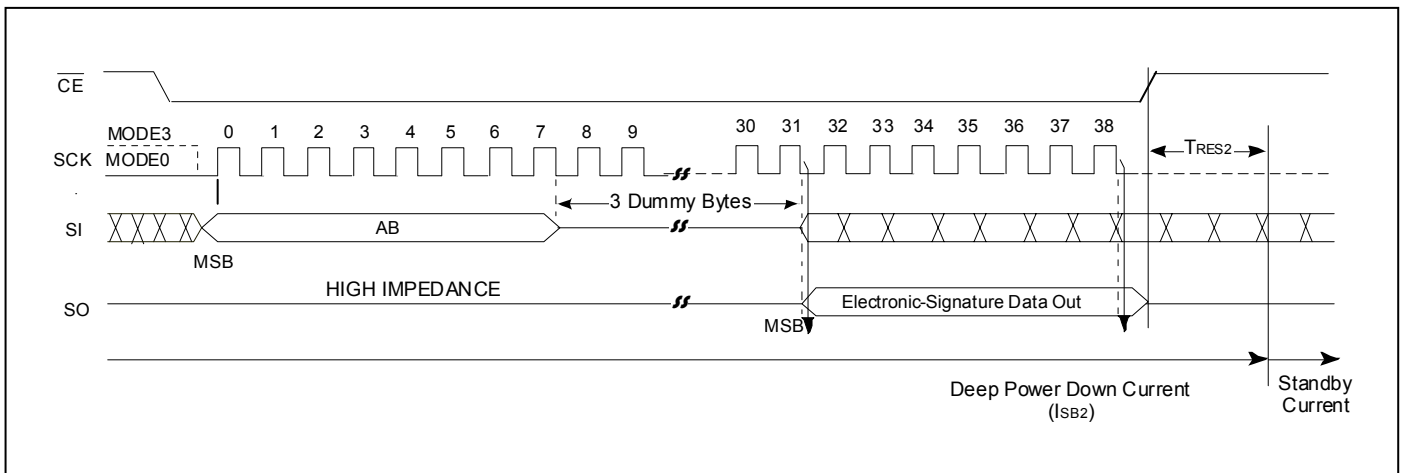 CE
MODE3
0 1 2 3 4 5 6 7 8 9 30 31 32 33 34 35 36 37 38
SCK
MODE0
TRES2
3 Dummy Bytes
SI
AB
MSB
HIGH IMPEDANCE
SO
Electronic-Signature Data Out
MSB
Deep Power Down Current
(ISB2)
Standby
Current